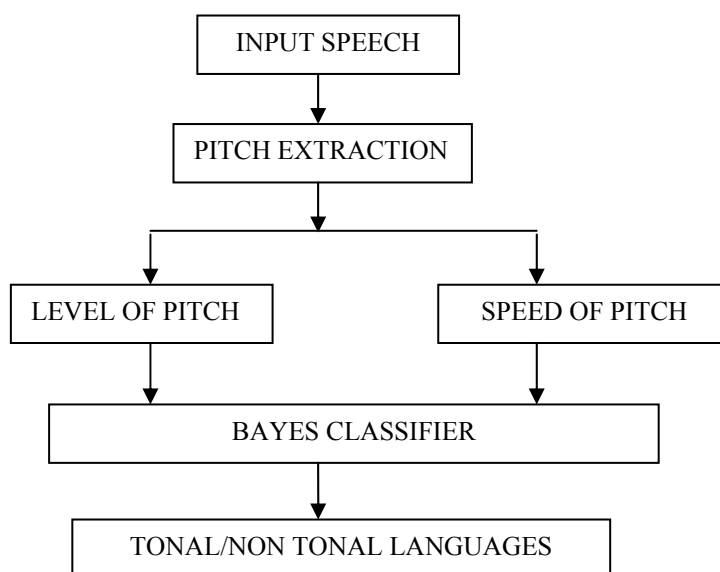 INPUT SPEECH
PITCH EXTRACTION
LEVEL OF PITCH
SPEED OF PITCH
BAYES CLASSIFIER
TONAL/NON TONAL LANGUAGES